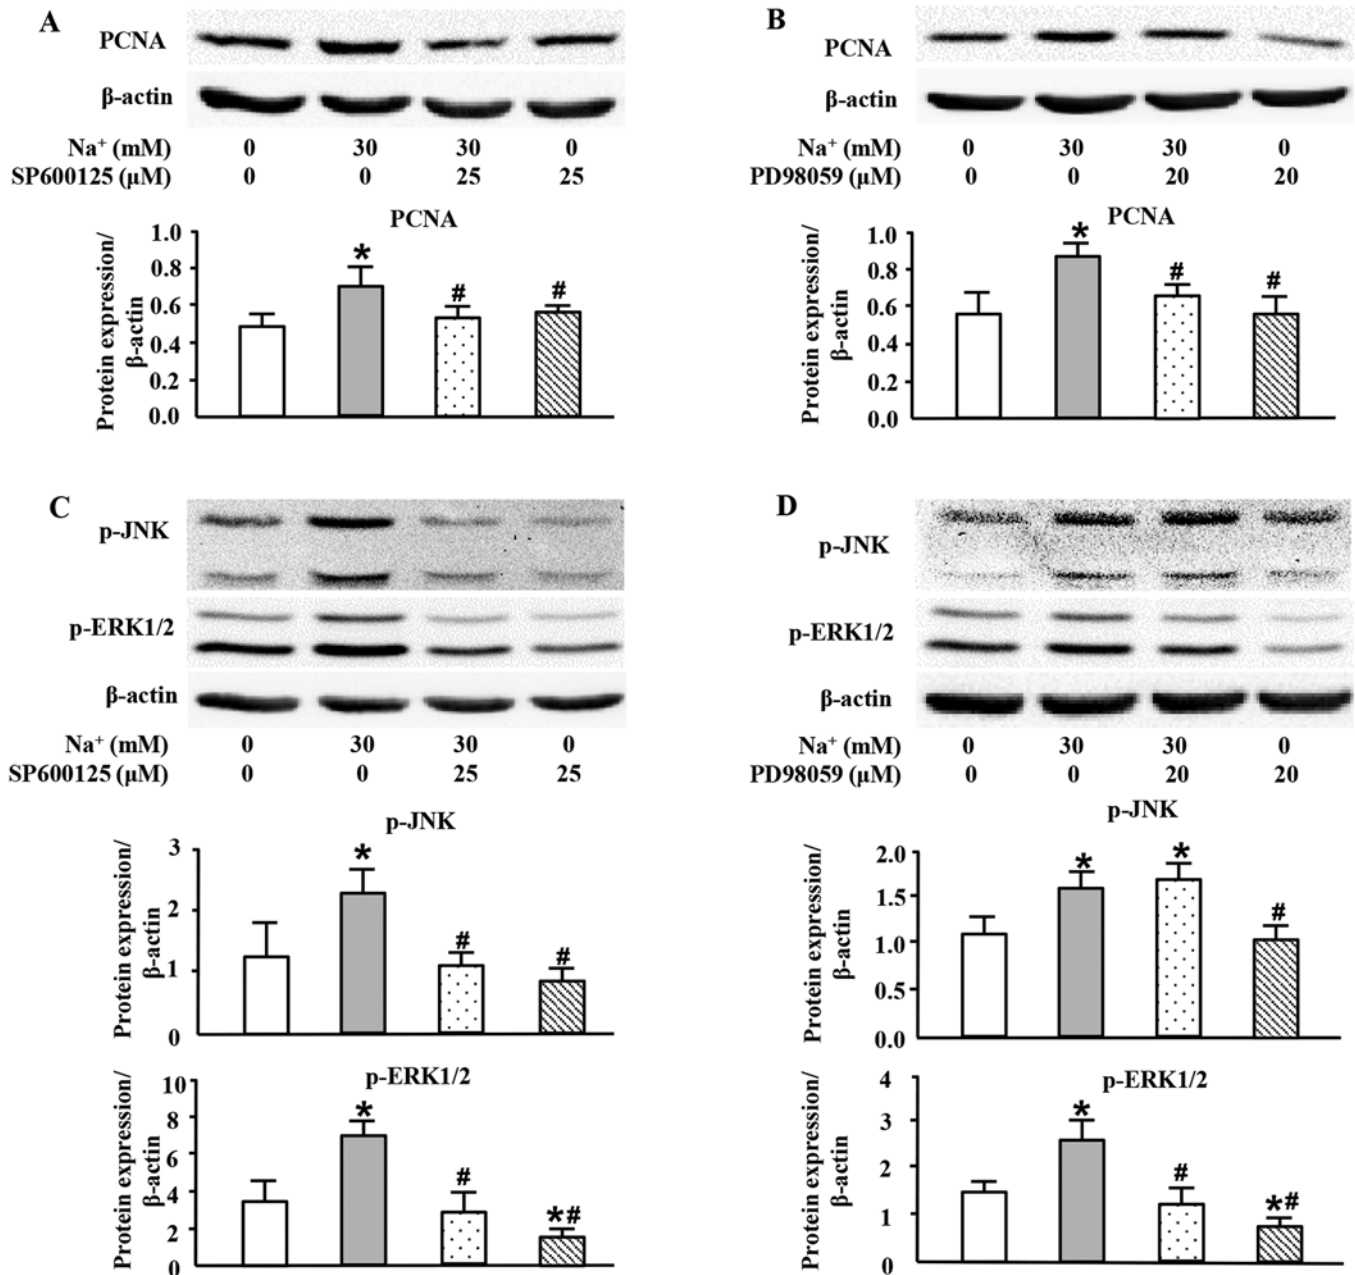 A
PCNA
β-actin
Na⁺ (mM) 0 30 30 0
SP600125 (μM) 0 0 25 25
PCNA
Protein expression/
β-actin
1.0
0.8
0.6
0.4
0.2
0.0
*
#
#
B
PCNA
β-actin
Na⁺ (mM) 0 30 30 0
PD98059 (μM) 0 0 20 20
PCNA
Protein expression/
β-actin
1.0
0.8
0.6
0.4
0.2
0.0
*
#
#
C
p-JNK
p-ERK1/2
β-actin
Na⁺ (mM) 0 30 30 0
SP600125 (μM) 0 0 25 25
p-JNK
Protein expression/
β-actin
3
2
1
0
*
#
#
p-ERK1/2
Protein expression/
β-actin
10
8
6
4
2
0
*
#
*#
D
p-JNK
p-ERK1/2
β-actin
Na⁺ (mM) 0 30 30 0
PD98059 (μM) 0 0 20 20
p-JNK
Protein expression/
β-actin
2.0
1.5
1.0
0.5
0.0
*
*
#
p-ERK1/2
Protein expression/
β-actin
4
3
2
1
0
*
#
*#